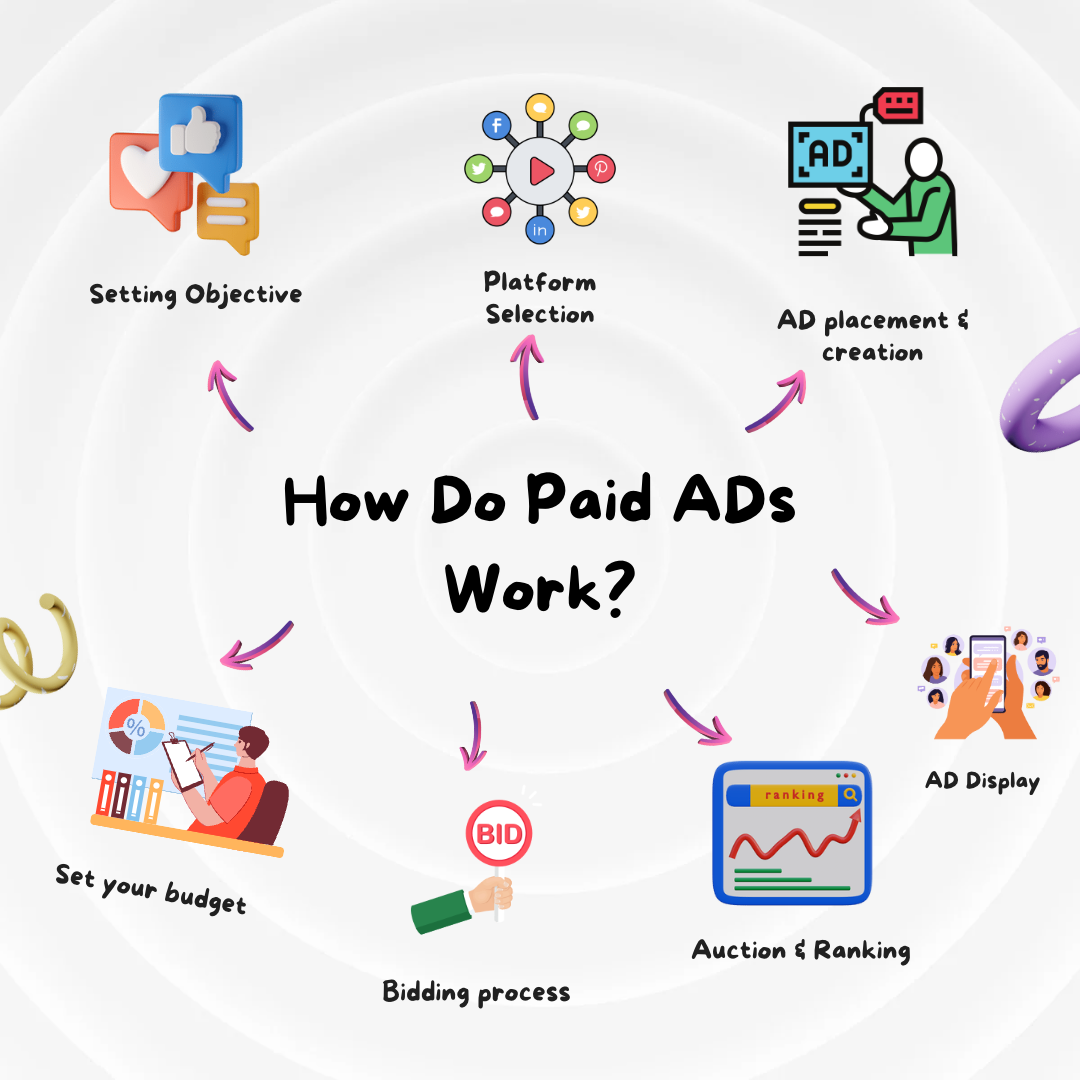 AD
Setting Objective
Platform
Selection
AD placement &
creation
How Do Paid ADs
Work?
%
Set your budget
BID
Bidding process
ranking
Auction & Ranking
AD Display
in
f